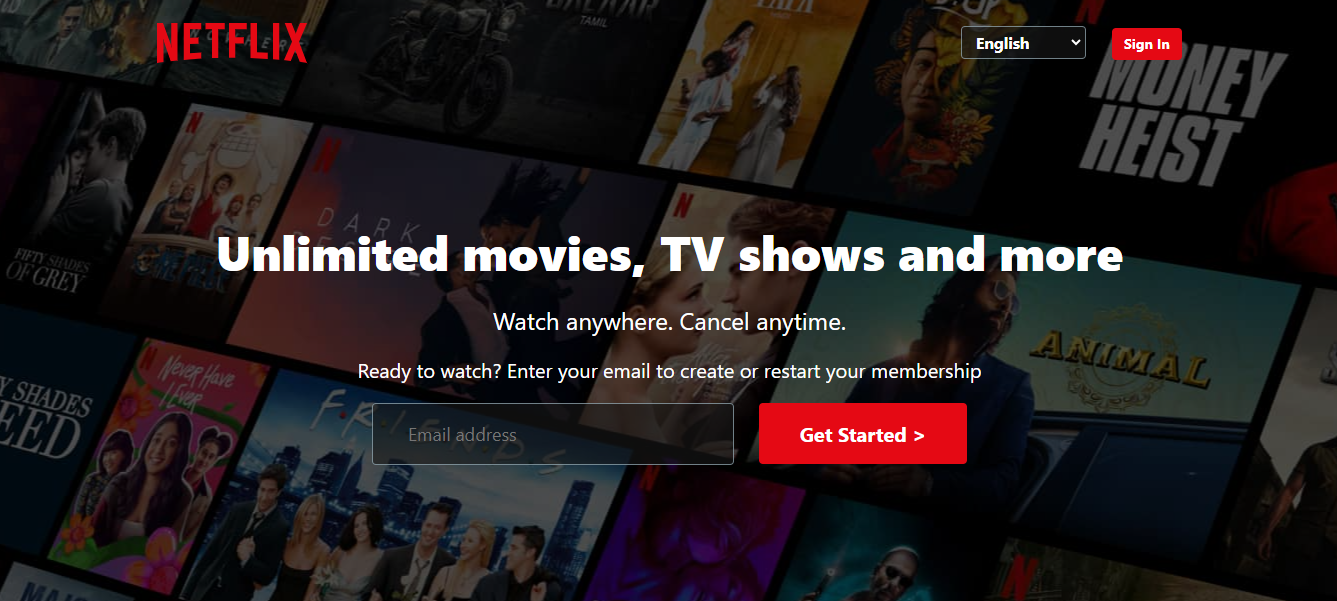 NETFLIX
TAMIL
English
Sign In
MONEY
HEIST
FIFTY SHADES
OF GREY
DARK
Unlimited movies, TV shows and more
Watch anywhere. Cancel anytime.
ANIMAL
Never Have
I Ever
Ready to watch? Enter your email to create or restart your membership
SHADES
FRIENDS
Email address
Get Started >